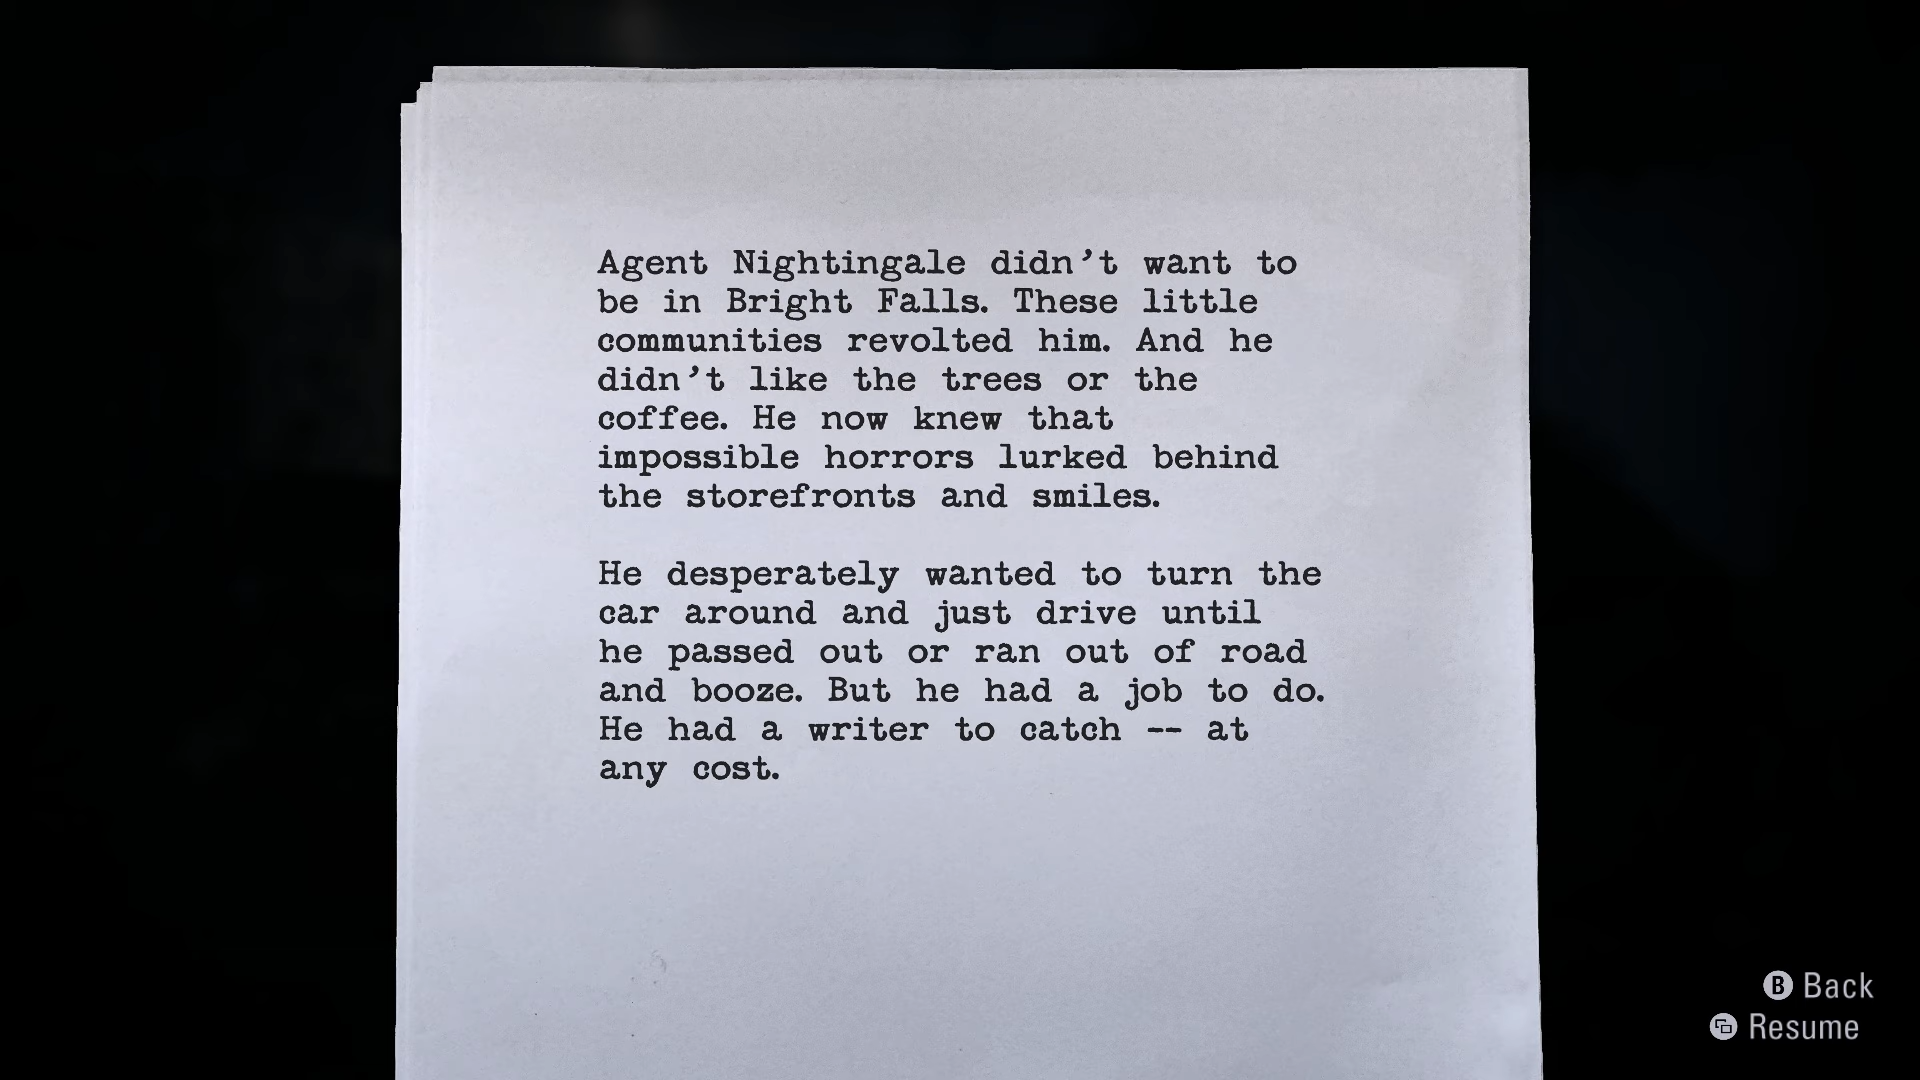 Agent Nightingale didn’t want to
be in Bright Falls. These little
communities revolted him. And he
didn’t like the trees or the
coffee. He now knew that
impossible horrors lurked behind
the storefronts and smiles.
He desperately wanted to turn the
car around and just drive until
he passed out or ran out of road
and booze. But he had a job to do.
He had a writer to catch -- at
any cost.
B Back
Resume